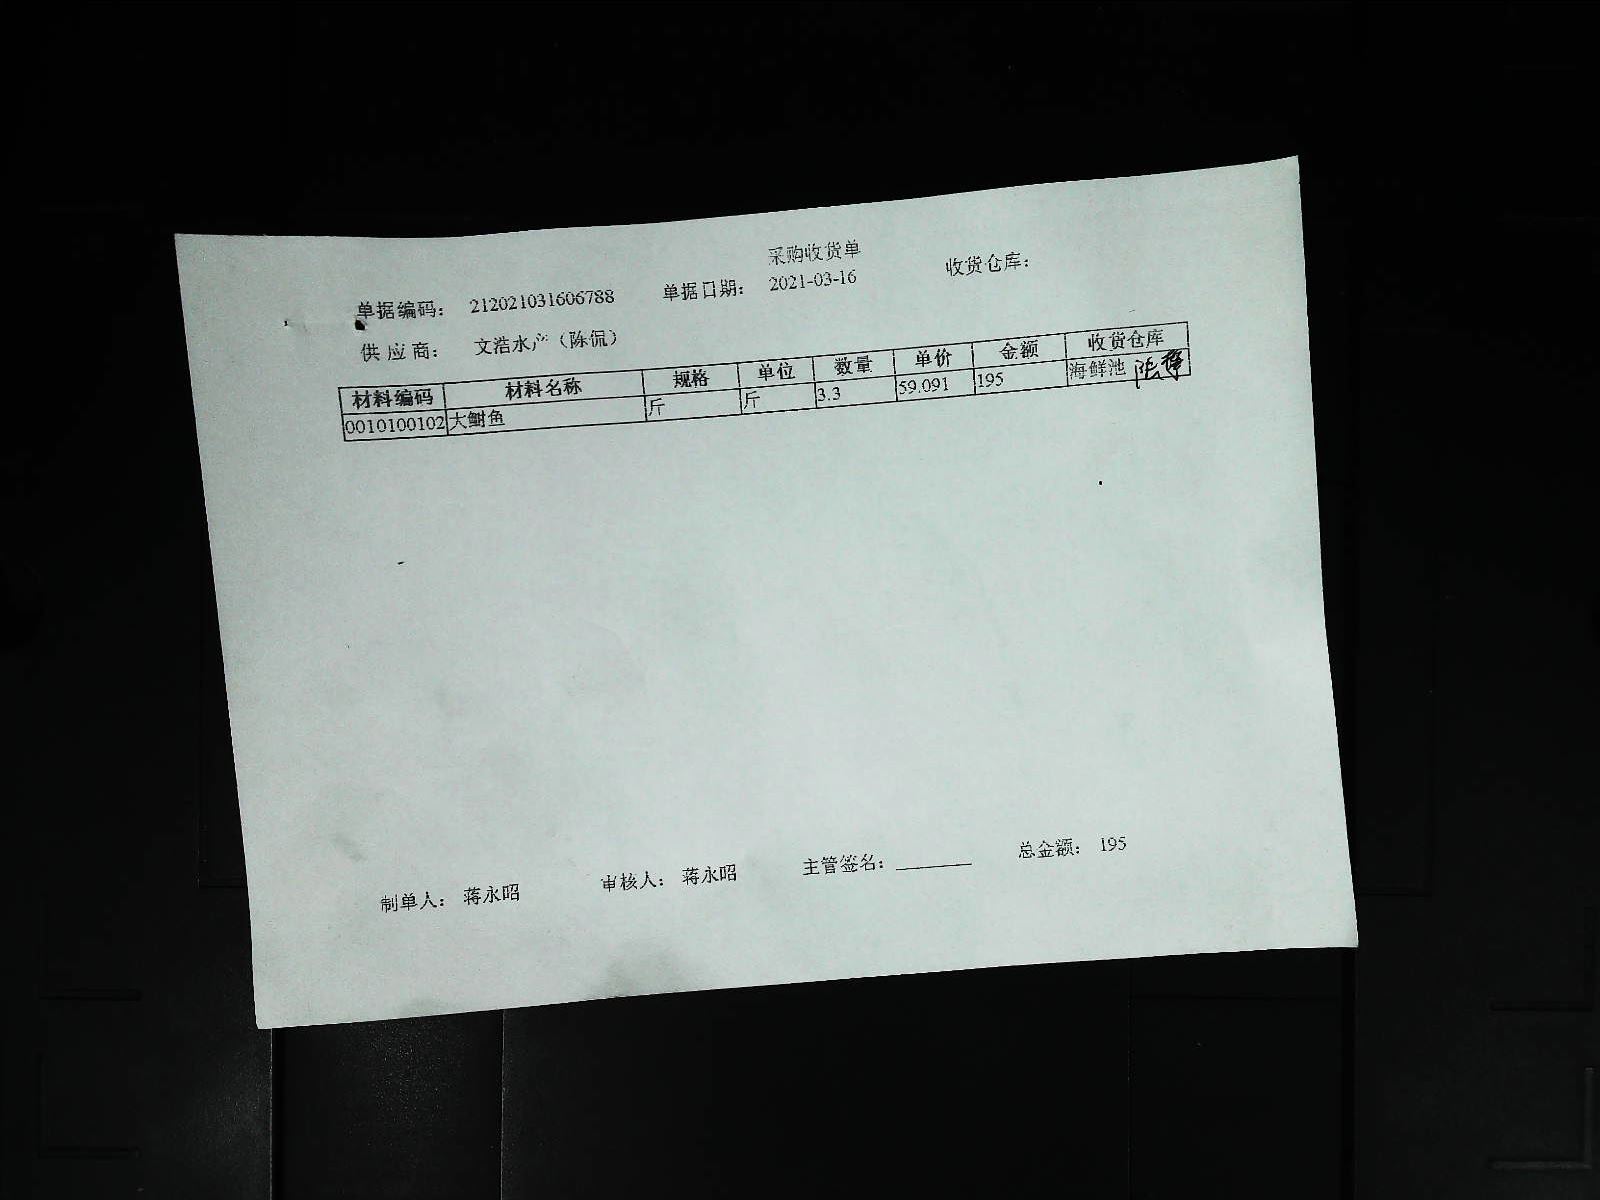 采购收货单
单据编码： 212021031606788 单据日期： 2021-03-16 收货仓库：
供 应 商： 文浩水产（陈侃）
材料编码 材料名称 规格 单位 数量 单价 金额 收货仓库
0010100102 大鲥鱼 斤 斤 3.3 59.091 195 海鲜池
制单人： 蒋永昭 审核人： 蒋永昭 主管签名： 总金额： 195